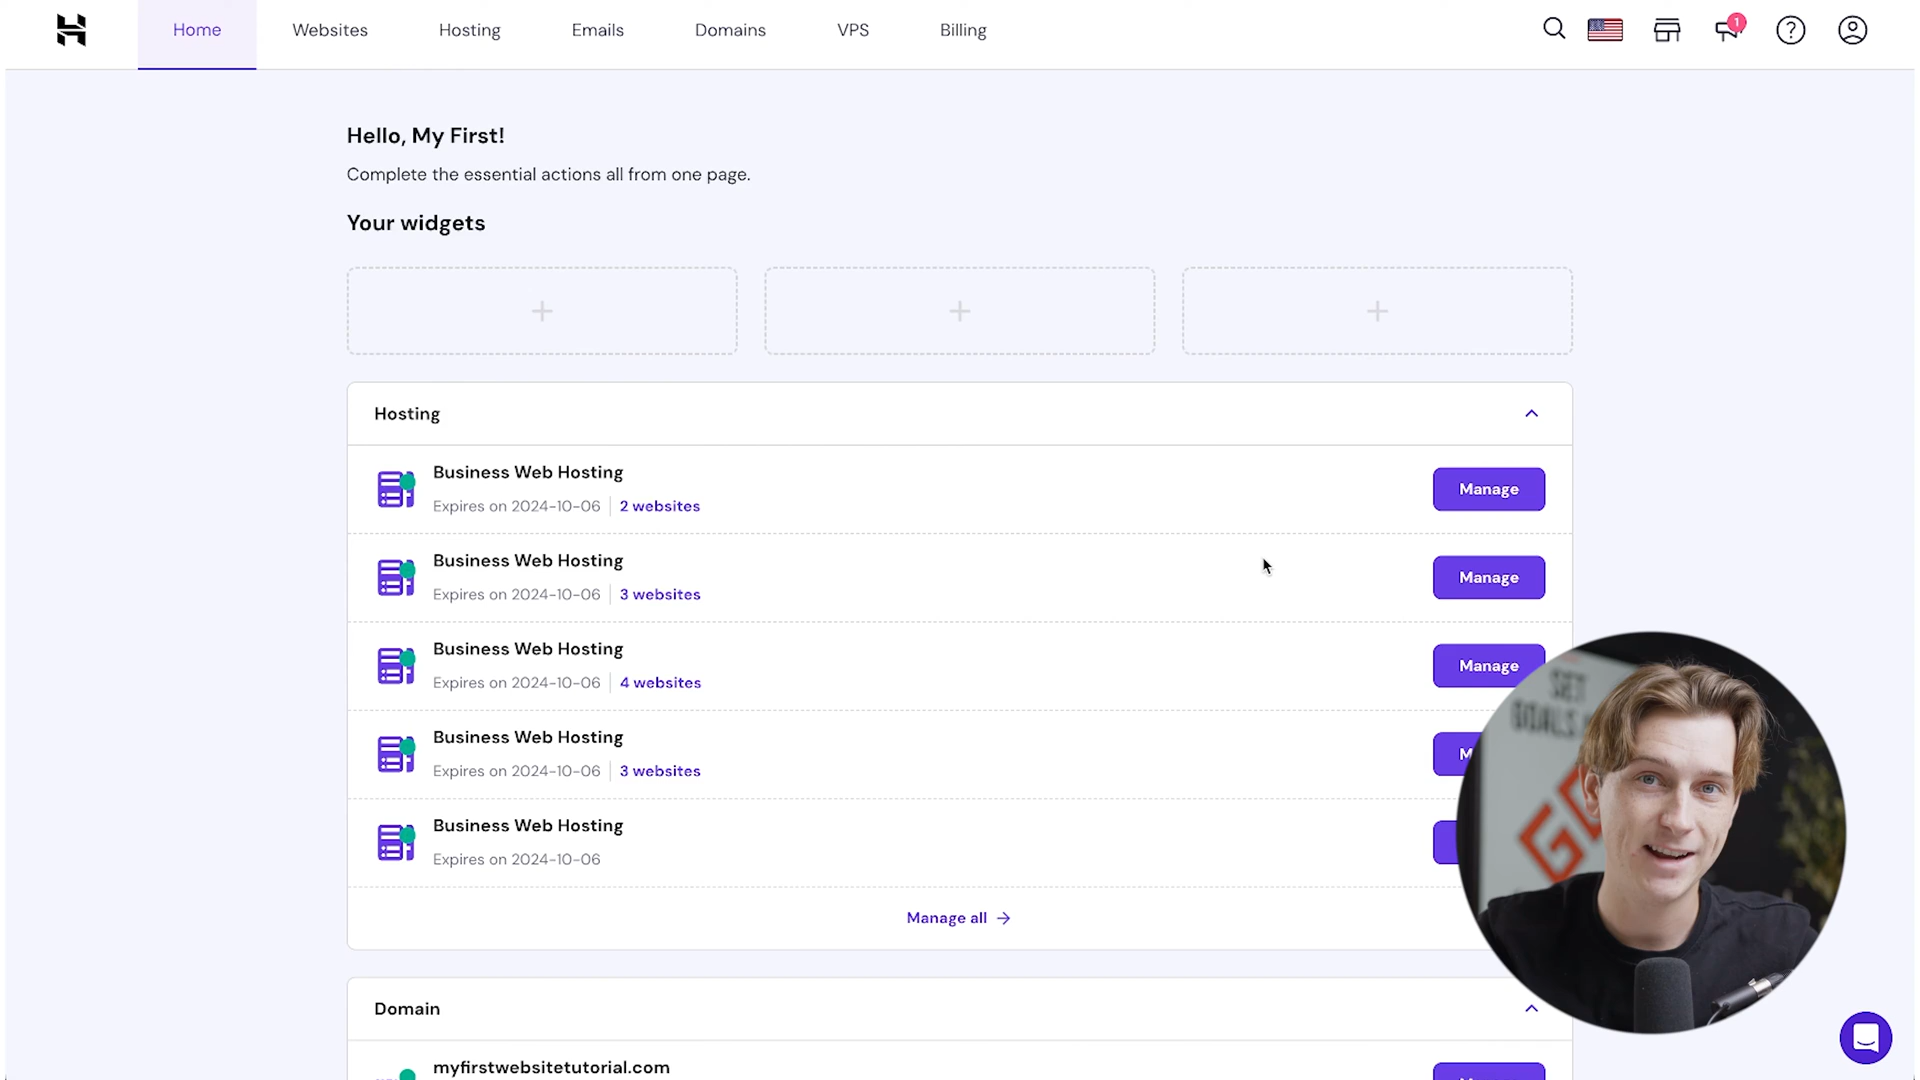 Home Websites Hosting Emails Domains VPS Billing
1
Hello, My First!
Complete the essential actions all from one page.
Your widgets
Hosting
Business Web Hosting
Expires on 2024-10-06 2 websites
Manage
Business Web Hosting
Expires on 2024-10-06 3 websites
Manage
Business Web Hosting
Expires on 2024-10-06 4 websites
Manage
Business Web Hosting
Expires on 2024-10-06 3 websites
Business Web Hosting
Expires on 2024-10-06
Manage all
SET
GOALS
Domain
myfirstwebsitetutorial.com